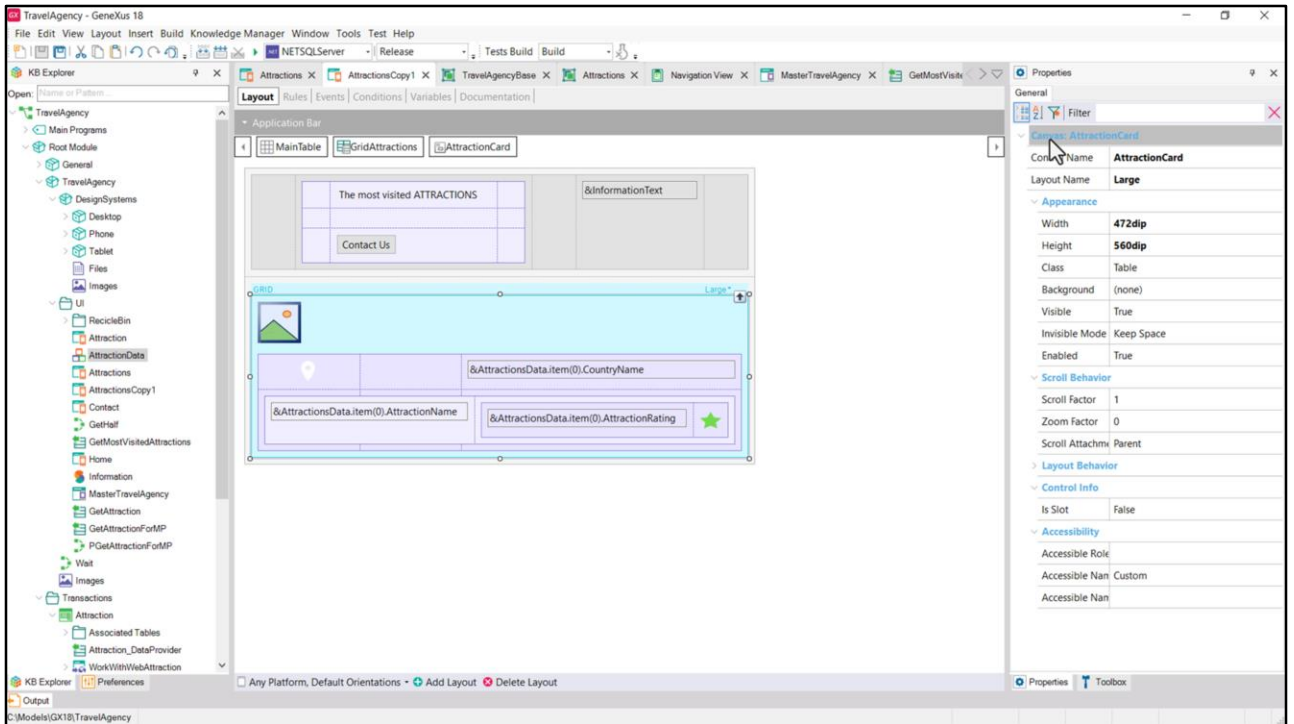 TravelAgency - GeneXus 18
File Edit View Layout Insert Build Knowledge Manager Window Tools Test Help
NETSQLServer Release Tests Build Build
KB Explorer
Open: Name or Pattern...
TravelAgency
Main Programs
Root Module
General
TravelAgency
DesignSystems
Desktop
Phone
Tablet
Files
Images
UI
RecicleBin
Attraction
AttractionData
Attractions
AttractionsCopy1
Contact
GetHalf
GetMostVisitedAttractions
Home
Information
MasterTravelAgency
GetAttraction
GetAttractionForMP
PGetAttractionForMP
Wait
Images
Transactions
Attraction
Associated Tables
Attraction_DataProvider
WorkWithWebAttraction
KB Explorer Preferences
Output
C:\Models\GX18\TravelAgency
Attractions X AttractionsCopy1 X TravelAgencyBase X Attractions X Navigation View X MasterTravelAgency X GetMostVisite
Layout | Rules | Events | Conditions | Variables | Documentation |
Application Bar
MainTable GridAttractions AttractionCard
The most visited ATTRACTIONS
&InformationText
Contact Us
GRID Large*
&AttractionsData.item(0).CountryName
&AttractionsData.item(0).AttractionName
&AttractionsData.item(0).AttractionRating
Any Platform, Default Orientations Add Layout Delete Layout
Properties
General
Filter
Canvas: AttractionCard
Name AttractionCard
Layout Name Large
Appearance
Width 472dip
Height 560dip
Class Table
Background (none)
Visible True
Invisible Mode Keep Space
Enabled True
Scroll Behavior
Scroll Factor 1
Zoom Factor 0
Scroll Attachme Parent
Layout Behavior
Control Info
Is Slot False
Accessibility
Accessible Role
Accessible Nam Custom
Accessible Nam
Properties Toolbox